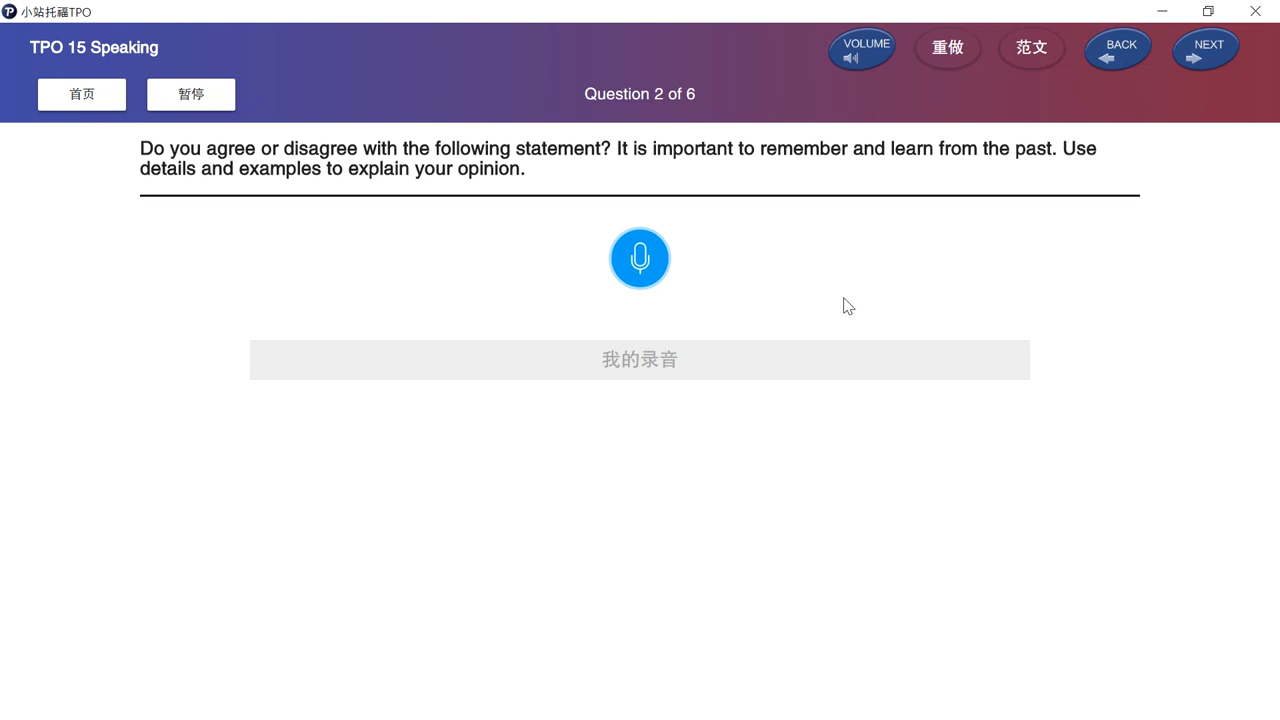 小站托福TPO
TPO 15 Speaking
VOLUME
重做
范文
BACK
NEXT
首页
暂停
Question 2 of 6
Do you agree or disagree with the following statement? It is important to remember and learn from the past. Use
details and examples to explain your opinion.
我的录音